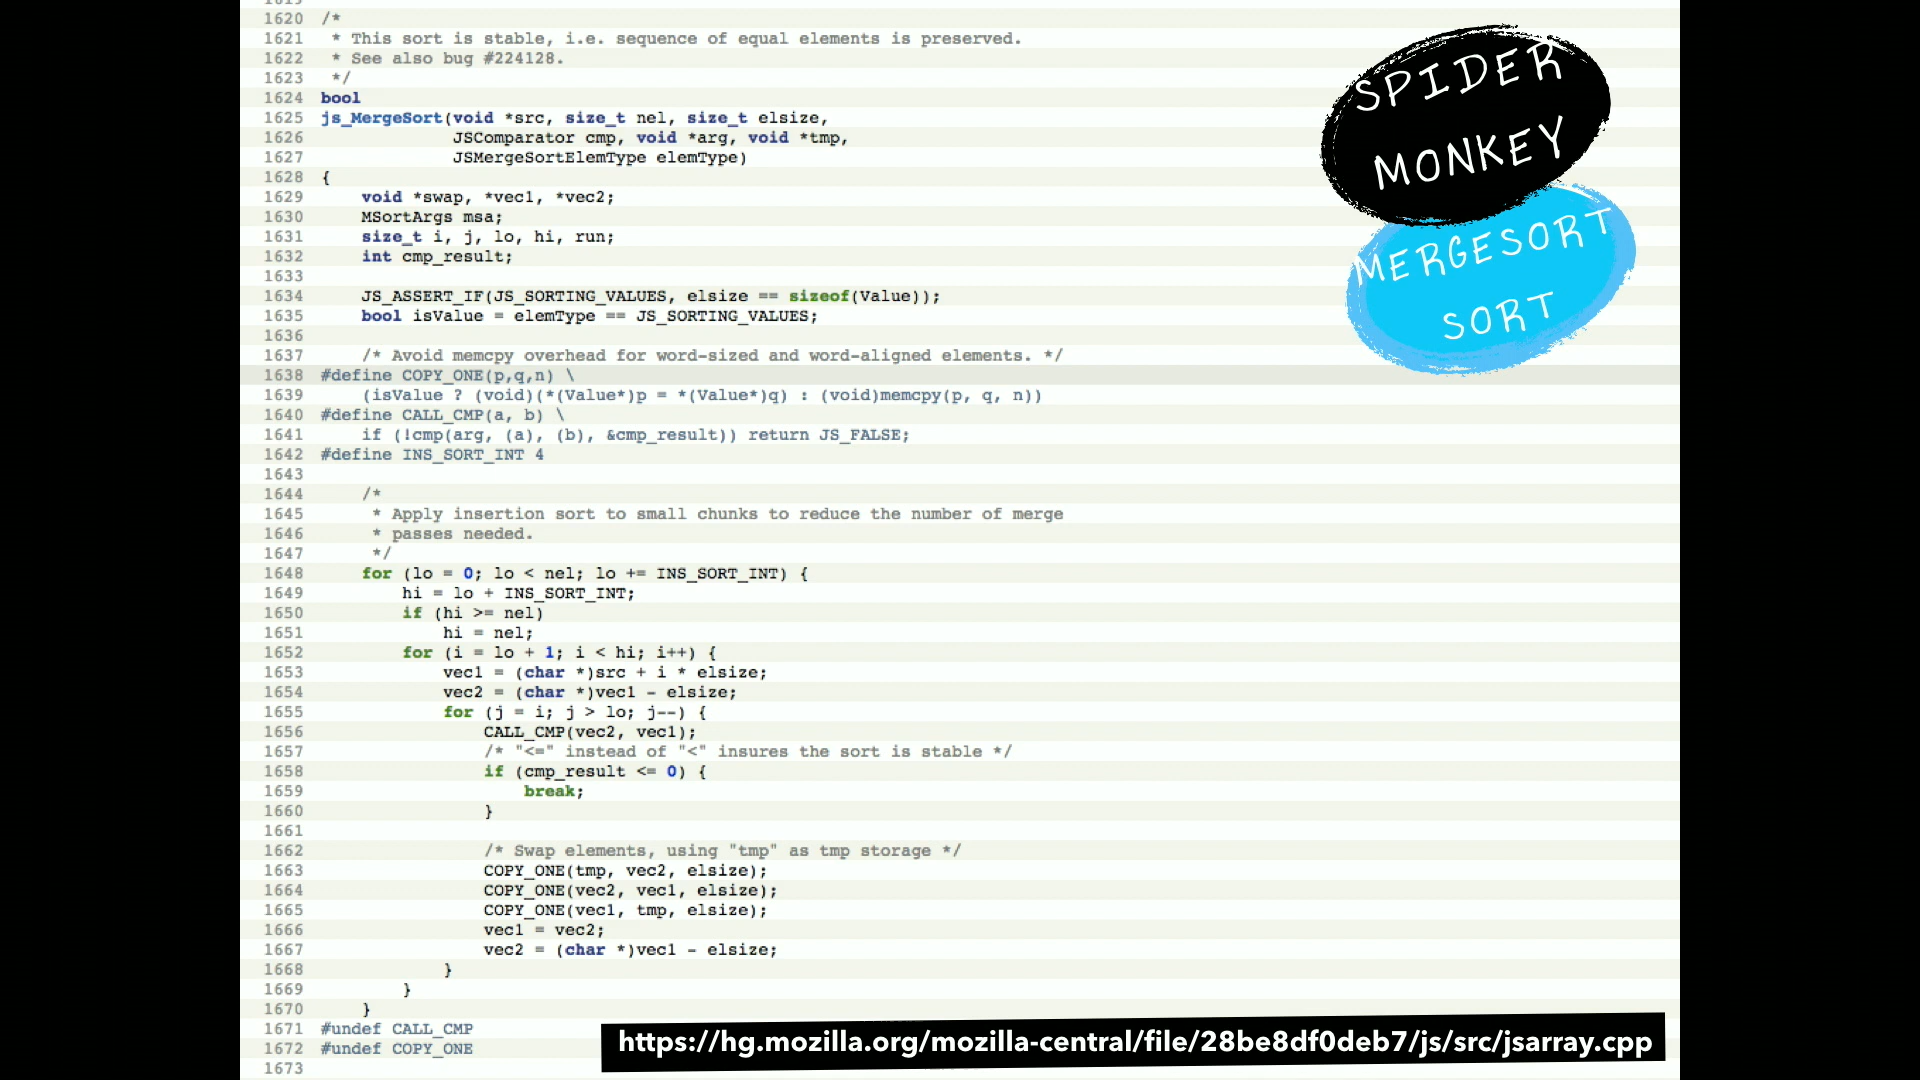 1620 /*
1621  * This sort is stable, i.e. sequence of equal elements is preserved.
1622  * See also bug #224128.
1623  */
1624 bool
1625 js_MergeSort(void *src, size_t nel, size_t elsize,
1626              JSComparator cmp, void *arg, void *tmp,
1627              JSMergeSortElemType elemType)
1628 {
1629     void *swap, *vec1, *vec2;
1630     MSortArgs msa;
1631     size_t i, j, lo, hi, run;
1632     int cmp_result;
1633
1634     JS_ASSERT_IF(JS_SORTING_VALUES, elsize == sizeof(Value));
1635     bool isValue = elemType == JS_SORTING_VALUES;
1636
1637     /* Avoid memcpy overhead for word-sized and word-aligned elements. */
1638 #define COPY_ONE(p,q,n) \
1639     (isValue ? (void)(*(Value*)p = *(Value*)q) : (void)memcpy(p, q, n))
1640 #define CALL_CMP(a, b) \
1641     if (!cmp(arg, (a), (b), &cmp_result)) return JS_FALSE;
1642 #define INS_SORT_INT 4
1643
1644     /*
1645      * Apply insertion sort to small chunks to reduce the number of merge
1646      * passes needed.
1647      */
1648     for (lo = 0; lo < nel; lo += INS_SORT_INT) {
1649         hi = lo + INS_SORT_INT;
1650         if (hi >= nel)
1651             hi = nel;
1652         for (i = lo + 1; i < hi; i++) {
1653             vec1 = (char *)src + i * elsize;
1654             vec2 = (char *)vec1 - elsize;
1655             for (j = i; j > lo; j--) {
1656                 CALL_CMP(vec2, vec1);
1657                 /* "<=" instead of "<" insures the sort is stable */
1658                 if (cmp_result <= 0) {
1659                     break;
1660                 }
1661
1662                 /* Swap elements, using "tmp" as tmp storage */
1663                 COPY_ONE(tmp, vec2, elsize);
1664                 COPY_ONE(vec2, vec1, elsize);
1665                 COPY_ONE(vec1, tmp, elsize);
1666                 vec1 = vec2;
1667                 vec2 = (char *)vec1 - elsize;
1668             }
1669         }
1670     }
1671 #undef CALL_CMP
1672 #undef COPY_ONE
1673
SPIDER
MONKEY
MERGESORT
SORT
https://hg.mozilla.org/mozilla-central/file/28be8df0deb7/js/src/jsarray.cpp